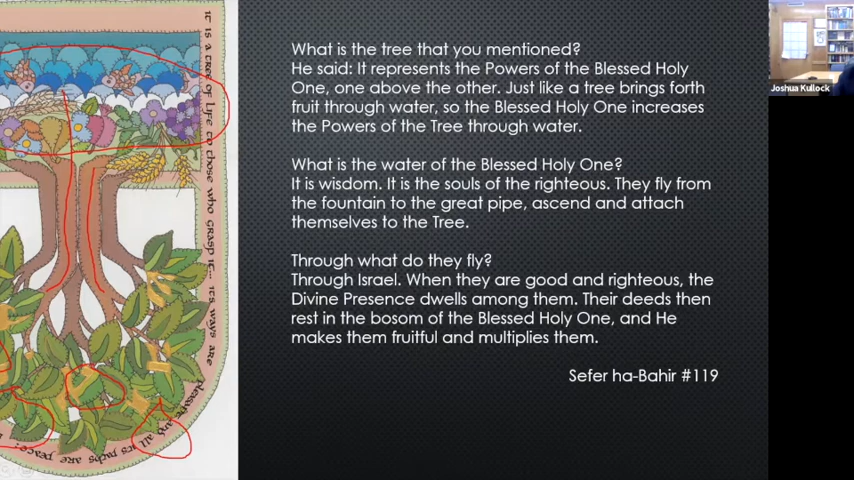 It is a tree of Life to those who grasp it... its ways are
pleasant, and all its paths are peace:
What is the tree that you mentioned?
He said: It represents the Powers of the Blessed Holy
One, one above the other. Just like a tree brings forth
fruit through water, so the Blessed Holy One increases
the Powers of the Tree through water.
What is the water of the Blessed Holy One?
It is wisdom. It is the souls of the righteous. They fly from
the fountain to the great pipe, ascend and attach
themselves to the Tree.
Through what do they fly?
Through Israel. When they are good and righteous, the
Divine Presence dwells among them. Their deeds then
rest in the bosom of the Blessed Holy One, and He
makes them fruitful and multiplies them.
Sefer ha-Bahir #119
Joshua Kullock